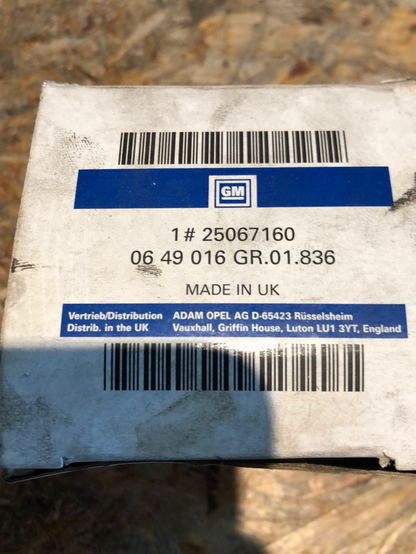 GM
1# 25067160
06 49 016 GR.01.836
MADE IN UK
Vertrieb/Distribution ADAM OPEL AG D-65423 Rüsselsheim
Distrib. in the UK Vauxhall, Griffin House, Luton LU1 3YT, England